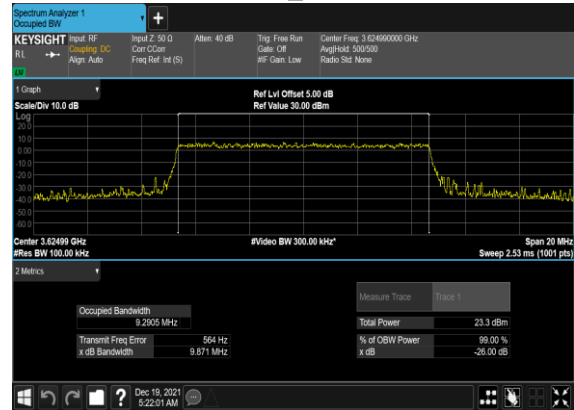 Spectrum Analyzer 1
Occupied BW
+
KEYSIGHT Input: RF Input Z: 50 Ω Atten: 40 dB Trig: Free Run Center Freq: 3.624990000 GHz
RL Coupling: DC Corr CCorr Gate: Off Avg|Hold: 500/500
Align: Auto Freq Ref: Int (S) #IF Gain: Low Radio Std: None
1 Graph
Ref Lvl Offset 5.00 dB
Scale/Div 10.0 dB Ref Value 30.00 dBm
Log
20.0
10.0
0.00
-10.0
-20.0
-30.0
-40.0
-50.0
-60.0
Center 3.62499 GHz #Video BW 300.00 kHz* Span 20 MHz
#Res BW 100.00 kHz Sweep 2.53 ms (1001 pts)
2 Metrics
Measure Trace Trace 1
Occupied Bandwidth
9.2905 MHz Total Power 23.3 dBm
Transmit Freq Error 564 Hz % of OBW Power 99.00 %
x dB Bandwidth 9.871 MHz x dB -26.00 dB
? Dec 19, 2021
5:22:01 AM